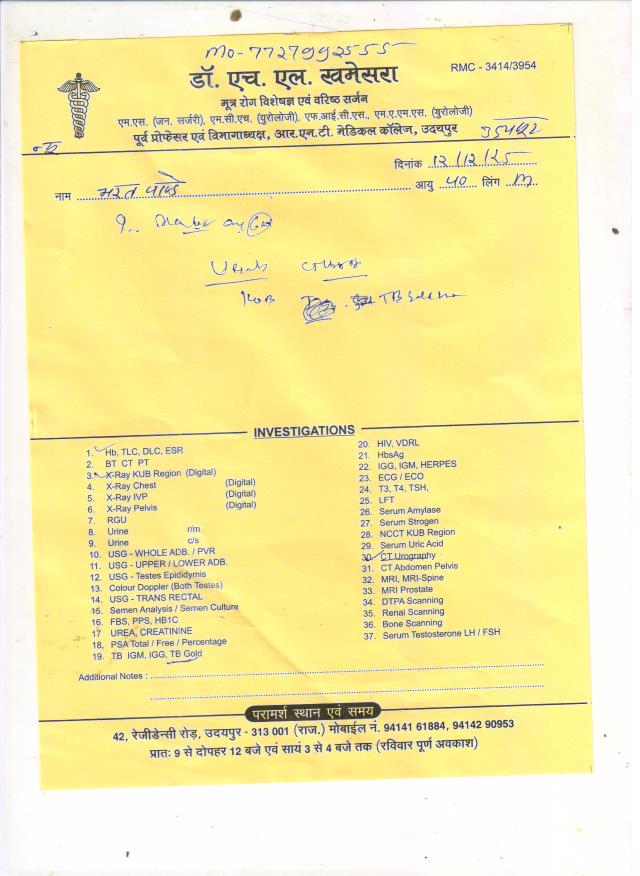 Mo-7727992555
डॉ. एच. एल. खमेसरा
RMC - 3414/3954
मूत्र रोग विशेषज्ञ एवं वरिष्ठ सर्जन
एम.एस. (जन. सर्जरी), एम.सी.एच. (युरोलोजी), एफ.आई.सी.एस., एम.ए.एम.एस. (युरोलोजी)
पूर्व प्रोफेसर एवं विभागाध्यक्ष, आर.एन.टी. मेडिकल कॉलेज, उदयपुर
दिनांक 12/12/25
नाम भरत
आयु 40 लिंग M
KUB TB
INVESTIGATIONS
1. Hb, TLC, DLC, ESR
2. BT CT PT
3. X-Ray KUB Region (Digital)
4. X-Ray Chest (Digital)
5. X-Ray IVP (Digital)
6. X-Ray Pelvis (Digital)
7. RGU
8. Urine r/m
9. Urine c/s
10. USG - WHOLE ADB. / PVR
11. USG - UPPER / LOWER ADB.
12. USG - Testes Epididymis
13. Colour Doppler (Both Testes)
14. USG - TRANS RECTAL
15. Semen Analysis / Semen Culture
16. FBS, PPS, HB1C
17 UREA, CREATININE
18, PSA Total / Free / Percentage
19. TB IGM, IGG, TB Gold
20. HIV, VDRL
21. HbsAg
22. IGG, IGM, HERPES
23. ECG / ECO
24. T3, T4, TSH,
25. LFT
26. Serum Amylase
27. Serum Strogen
28. NCCT KUB Region
29. Serum Uric Acid
30. CT Urography
31. CT Abdomen Pelvis
32. MRI, MRI-Spine
33. MRI Prostate
34. DTPA Scanning
35. Renal Scanning
36. Bone Scanning
37. Serum Testosterone LH / FSH
Additional Notes :
परामर्श स्थान एवं समय
42, रेजीडेन्सी रोड़, उदयपुर - 313 001 (राज.) मोबाईल नं. 94141 61884, 94142 90953
प्रातः 9 से दोपहर 12 बजे एवं सायं 3 से 4 बजे तक (रविवार पूर्ण अवकाश)